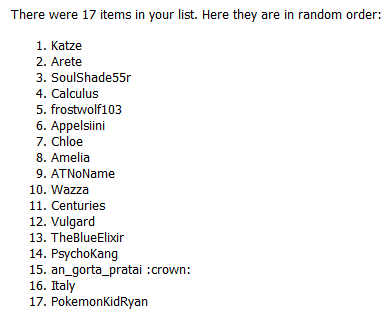 There were 17 items in your list. Here they are in random order:
1. Katze
2. Arete
3. SoulShade55r
4. Calculus
5. frostwolf103
6. Appelsiini
7. Chloe
8. Amelia
9. ATNoName
10. Wazza
11. Centuries
12. Vulgard
13. TheBlueElixir
14. PsychoKang
15. an_gorta_pratai :crown:
16. Italy
17. PokemonKidRyan